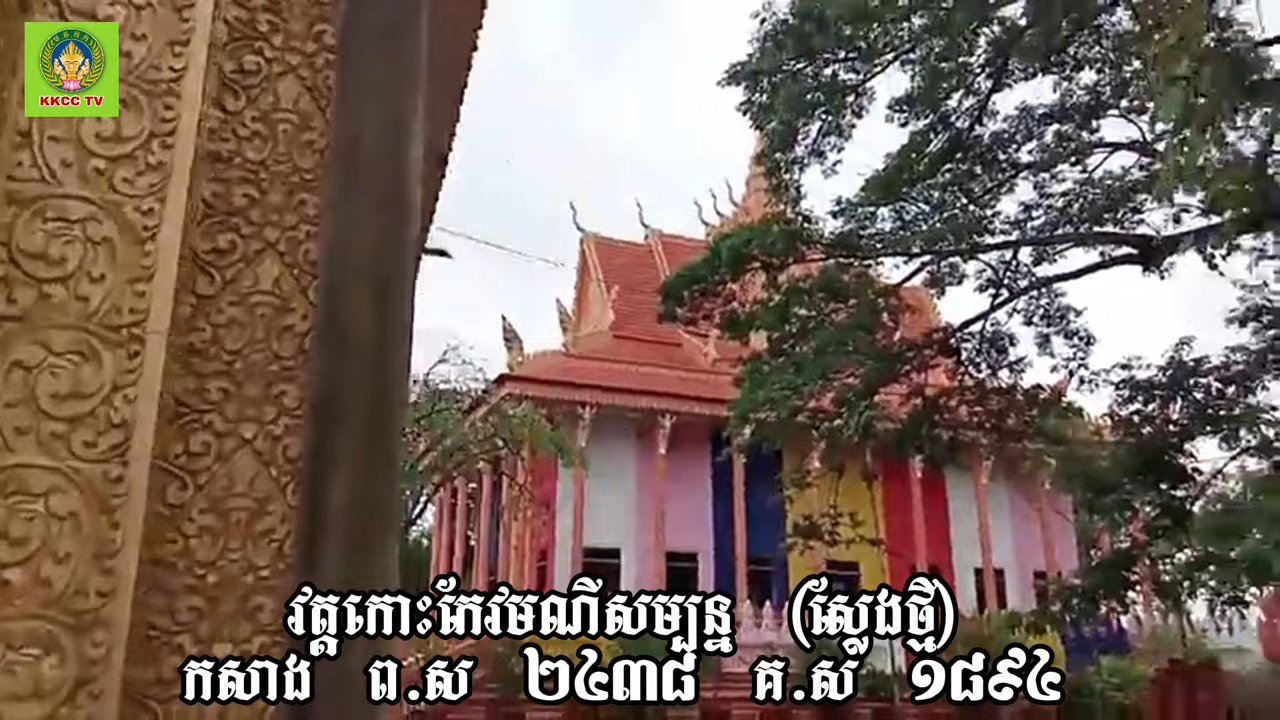 KKCC TV
វត្តកោះកែវមណីសម្បន្ន (ស្លែងថ្មី)
កសាង ព.ស ២៤៣៨ គ.ស ១៨៩៤